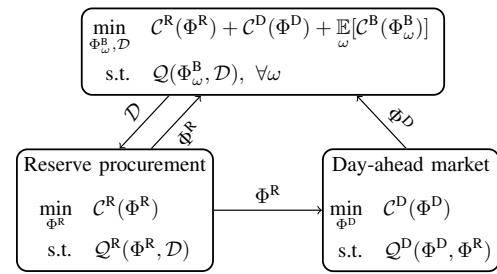 min C^R(Φ^R) + C^D(Φ^D) + 𝔼[C^B(Φ^B_ω)]
Φ^B_ω, D ω
s.t. Q(Φ^B_ω, D), ∀ω
D
Φ^R
Φ^D
Reserve procurement
min C^R(Φ^R)
Φ^R
s.t. Q^R(Φ^R, D)
Φ^R
Day-ahead market
min C^D(Φ^D)
Φ^D
s.t. Q^D(Φ^D, Φ^R)